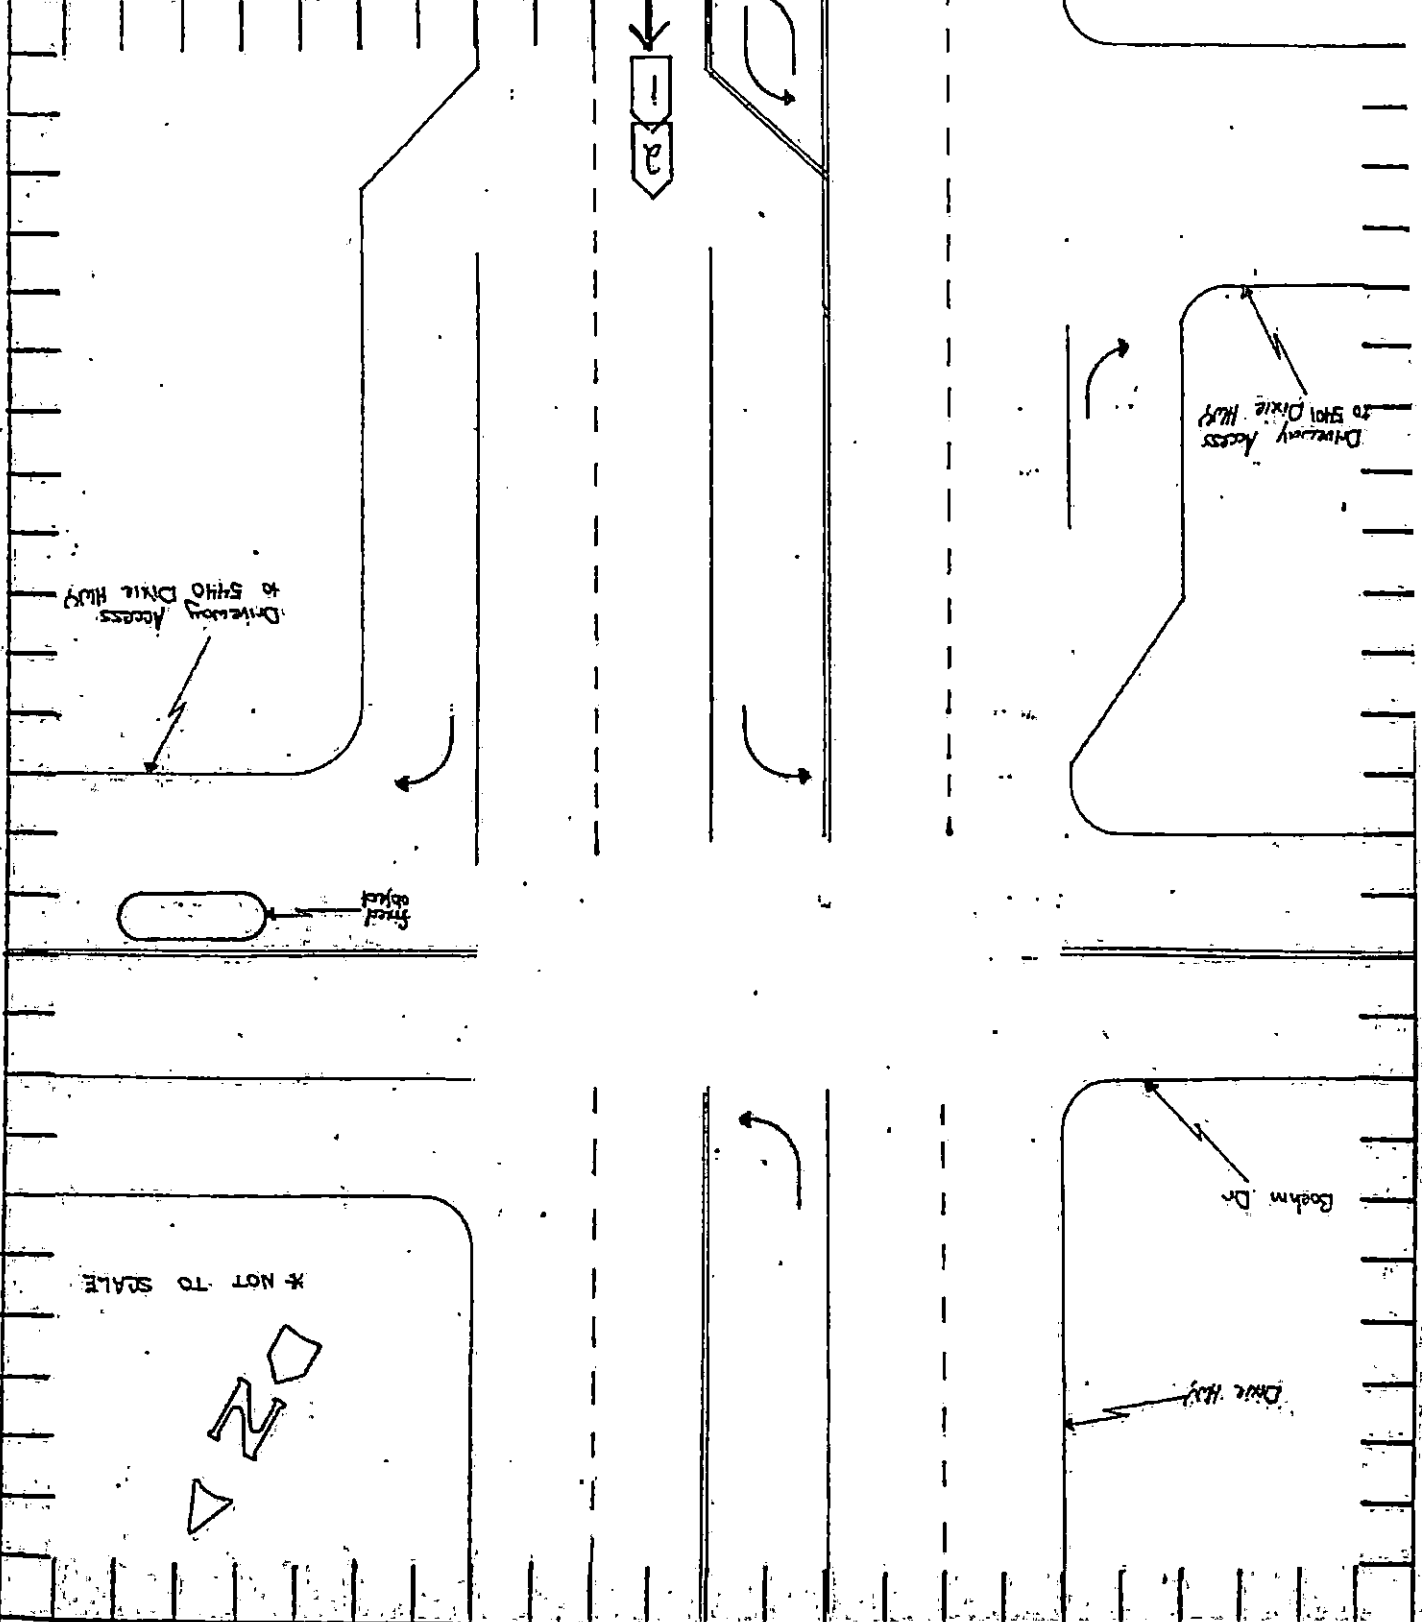 N
Dixie HWY
* NOT TO SCALE
Boehm Dr
fixed
object
Driveway Access
to 5440 Dixie HWY
Driveway Access
to 5401 Dixie HWY
2
1